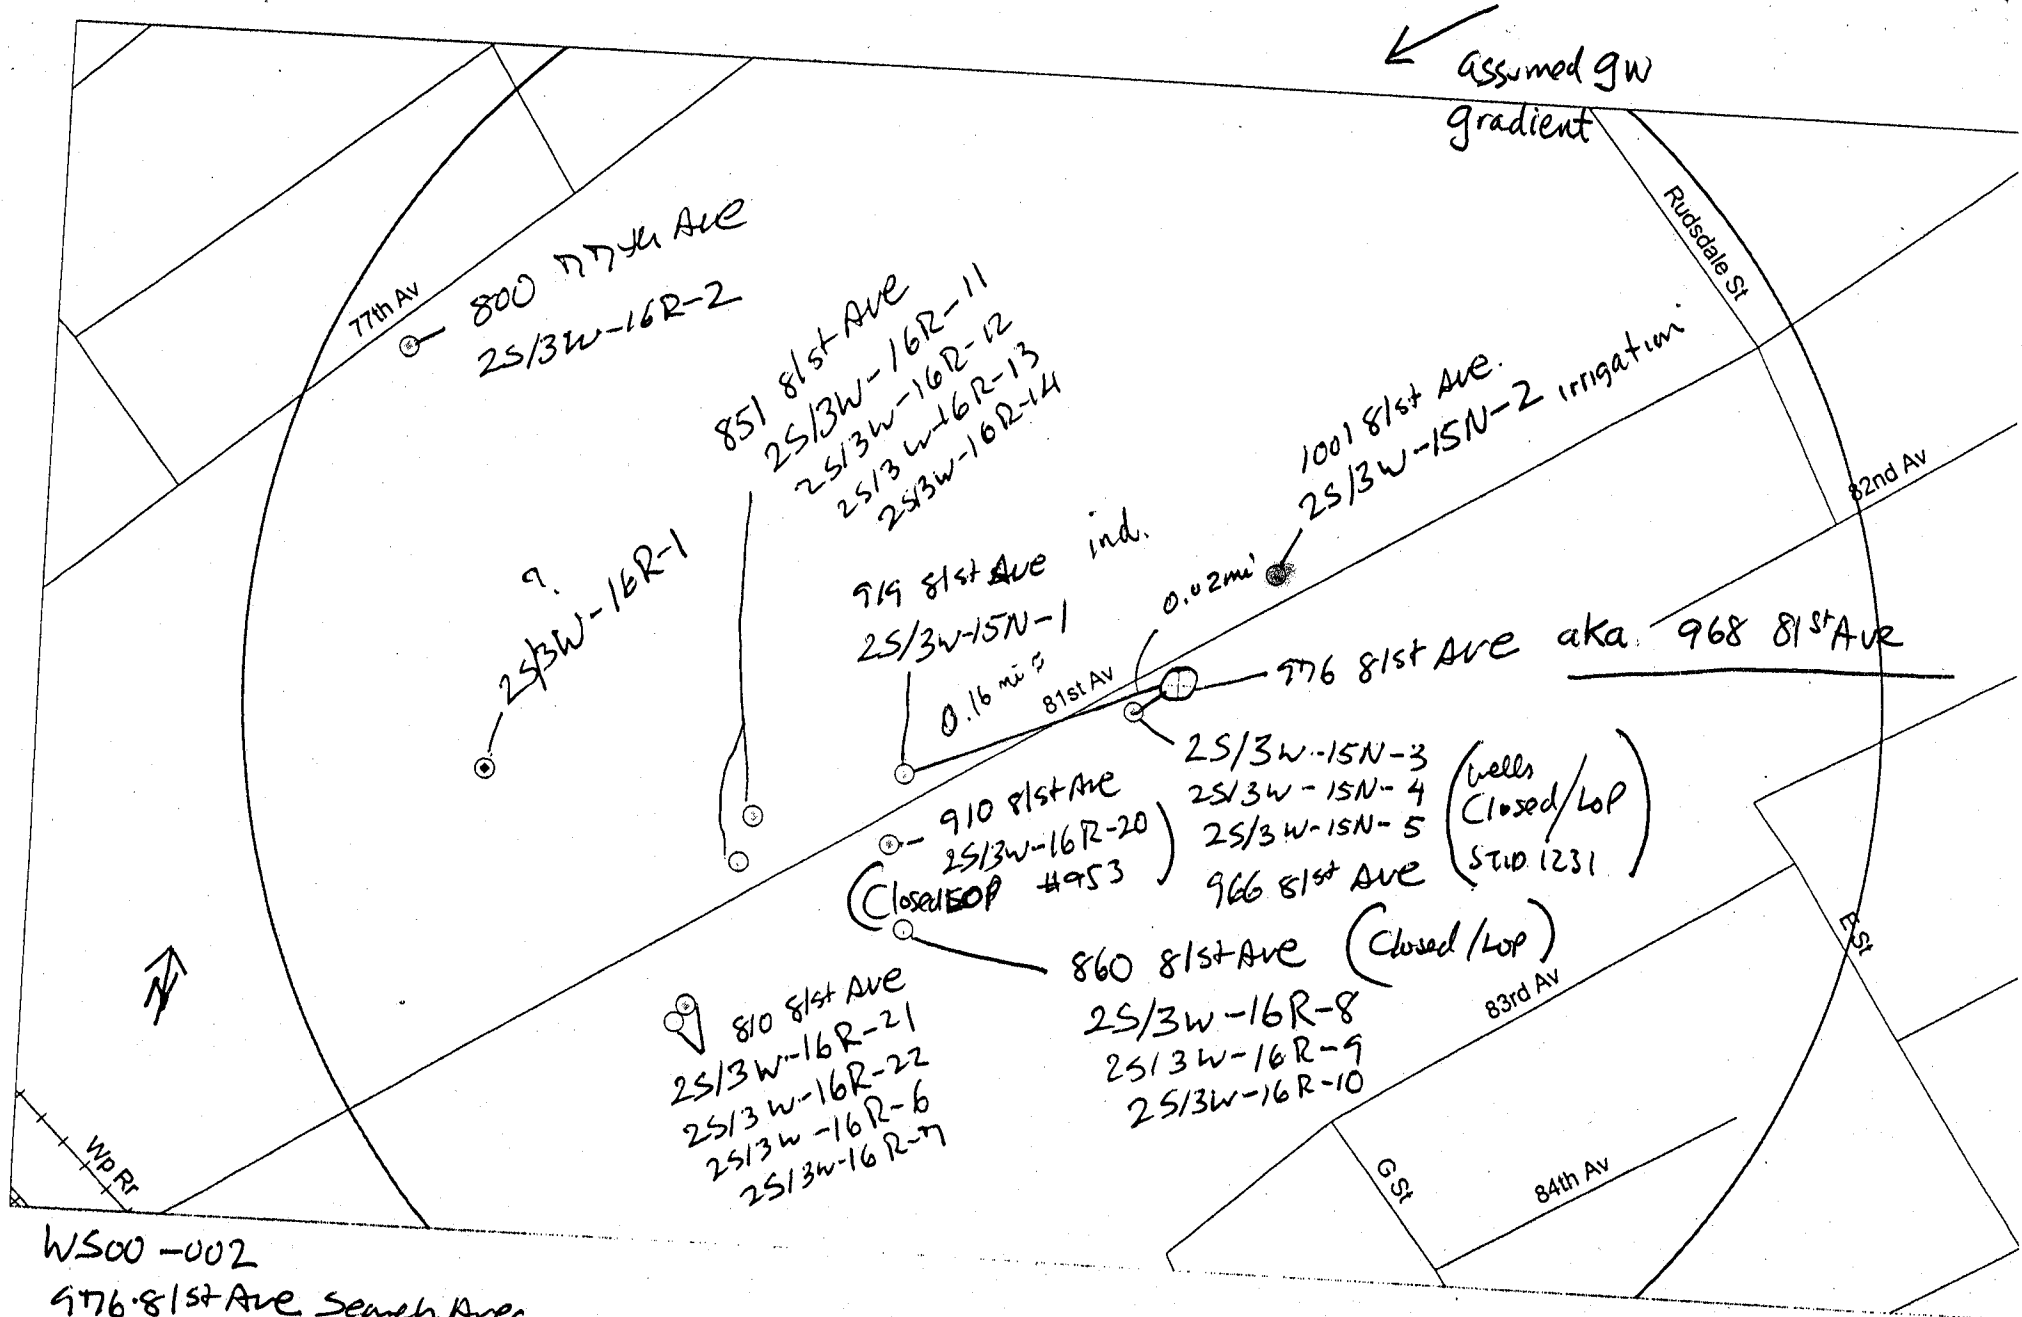 assumed gw
gradient
Rudsdale St
800 77th Ave
2S/3W-16R-2
77th Av
851 81st Ave
2S/3W-16R-11
2S/3W-16R-12
2S/3W-16R-13
2S/3W-16R-14
1001 81st Ave.
2S/3W-15N-2 irrigation
82nd Av
?
2S/3W-16R-1
919 81st Ave ind.
2S/3W-15N-1
0.16 mi
81st Av
0.02mi
976 81st Ave aka 968 81st Ave
2S/3W-15N-3
2S/3W-15N-4
2S/3W-15N-5
966 81st Ave
(wells
Closed/LOP
STID 1231)
910 81st Ave
2S/3W-16R-20
(Closed LOP #953)
860 81st Ave (Closed/LOP)
2S/3W-16R-8
2S/3W-16R-9
2S/3W-16R-10
810 81st Ave
2S/3W-16R-21
2S/3W-16R-22
2S/3W-16R-6
2S/3W-16R-7
N
E St
83rd Av
G St
84th Av
Wp Rr
WS00-002
976 81st Ave Search Area